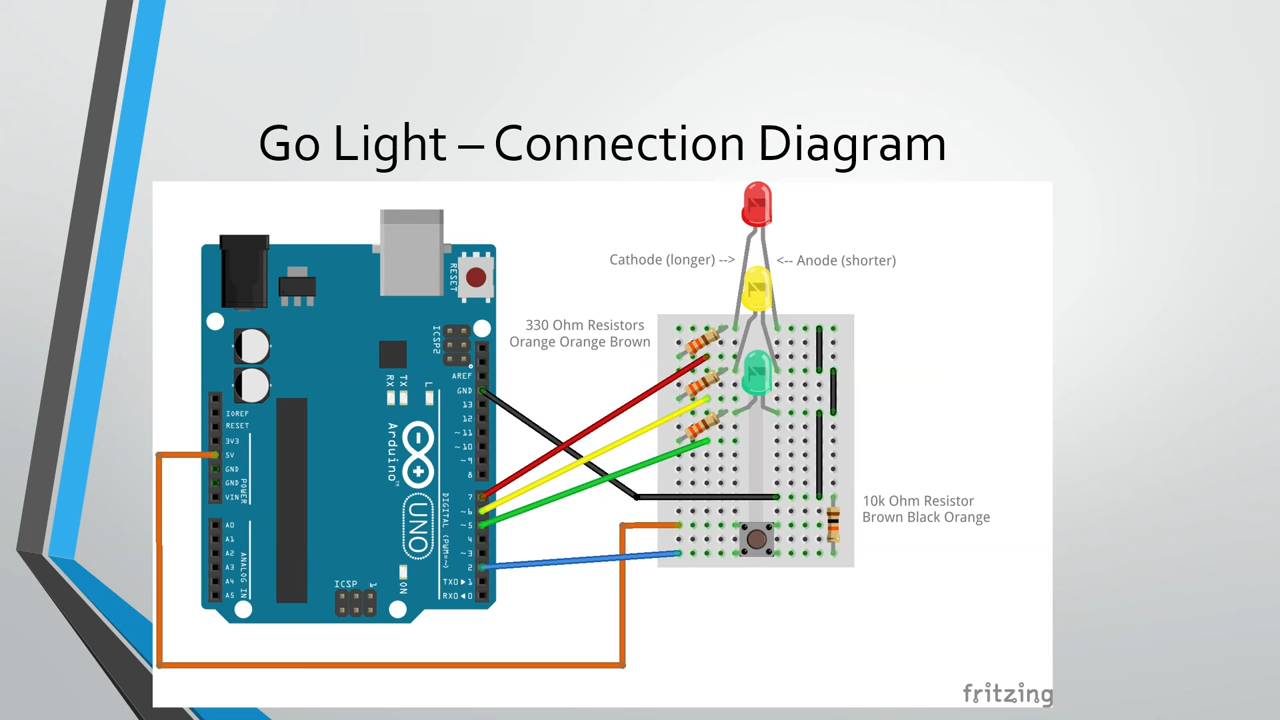 Go Light – Connection Diagram
Cathode (longer) -->
<-- Anode (shorter)
330 Ohm Resistors
Orange Orange Brown
10k Ohm Resistor
Brown Black Orange
RESET
ICSP2
AREF
GND
13
12
~11
~10
~9
8
7
~6
~5
4
~3
2
TXO▶1
RXO◀0
DIGITAL (PWM=~)
RX
TX
L
Arduino
UNO
ON
ICSP
1
IOREF
RESET
3V3
5V
GND
GND
VIN
POWER
A0
A1
A2
A3
A4
A5
ANALOG IN
fritzing